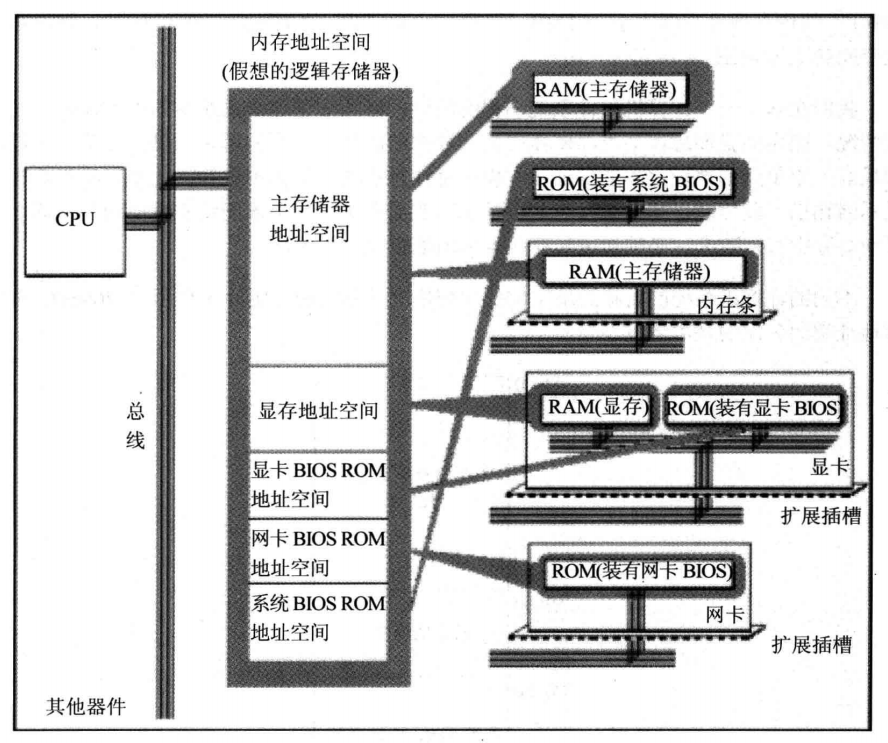 内存地址空间
(假想的逻辑存储器)
CPU
总
线
其他器件
主存储器
地址空间
显存地址空间
显卡 BIOS ROM
地址空间
网卡 BIOS ROM
地址空间
系统 BIOS ROM
地址空间
RAM(主存储器)
ROM(装有系统 BIOS)
RAM(主存储器)
内存条
RAM(显存)
ROM(装有显卡 BIOS)
显卡
扩展插槽
ROM(装有网卡 BIOS)
网卡
扩展插槽